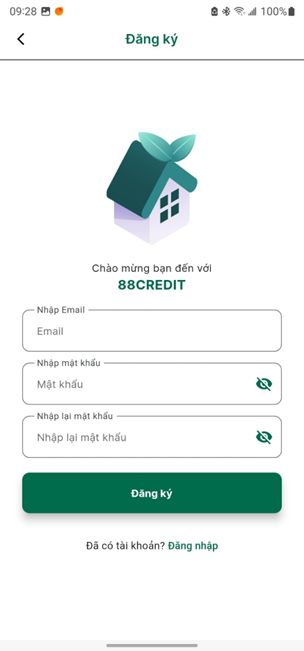 09:28
100%
Đăng ký
Chào mừng bạn đến với
88CREDIT
Nhập Email
Email
Nhập mật khẩu
Mật khẩu
Nhập lại mật khẩu
Nhập lại mật khẩu
Đăng ký
Đã có tài khoản? Đăng nhập